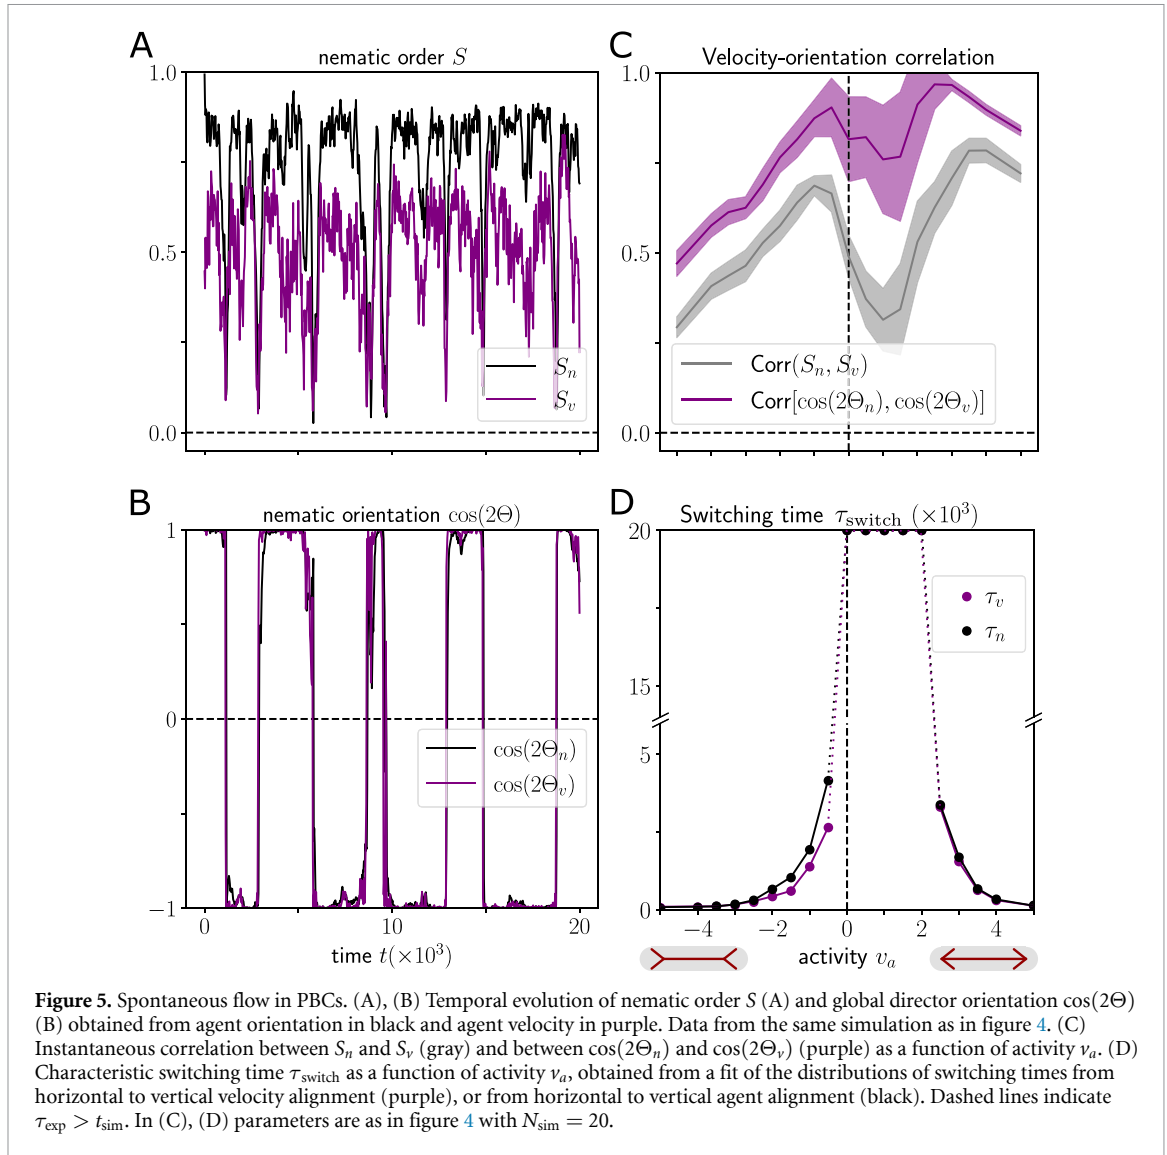 A
nematic order S
1.0
0.5
0.0
S_n
S_v
C
Velocity-orientation correlation
1.0
0.5
0.0
Corr(S_n, S_v)
Corr[cos(2Θ_n), cos(2Θ_v)]
B
nematic orientation cos(2Θ)
1
0
−1
cos(2Θ_n)
cos(2Θ_v)
0 10 20
time t(×10³)
D
Switching time τ_switch (×10³)
20
15
5
0
τ_v
τ_n
−4 −2 0 2 4
activity v_a
Figure 5. Spontaneous flow in PBCs. (A), (B) Temporal evolution of nematic order S (A) and global director orientation cos(2Θ)
(B) obtained from agent orientation in black and agent velocity in purple. Data from the same simulation as in figure 4. (C)
Instantaneous correlation between S_n and S_v (gray) and between cos(2Θ_n) and cos(2Θ_v) (purple) as a function of activity v_a. (D)
Characteristic switching time τ_switch as a function of activity v_a, obtained from a fit of the distributions of switching times from
horizontal to vertical velocity alignment (purple), or from horizontal to vertical agent alignment (black). Dashed lines indicate
τ_exp > t_sim. In (C), (D) parameters are as in figure 4 with N_sim = 20.